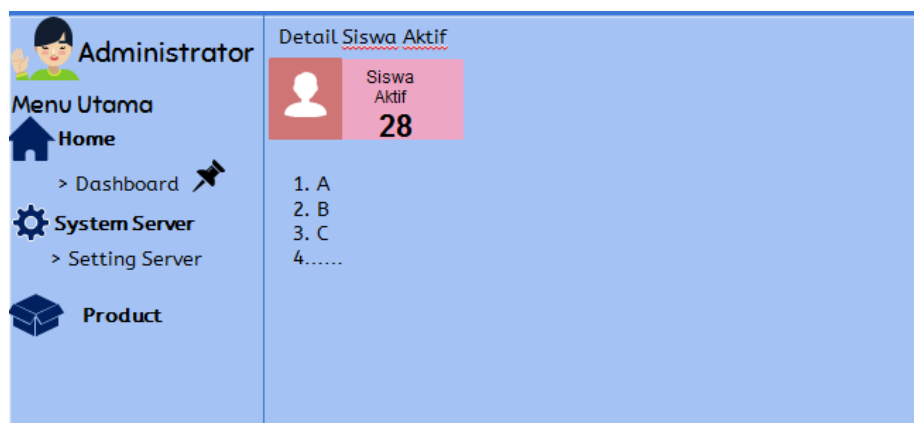 Administrator
Menu Utama
Home
> Dashboard
System Server
> Setting Server
Product
Detail Siswa Aktif
Siswa
Aktif
28
1. A
2. B
3. C
4......